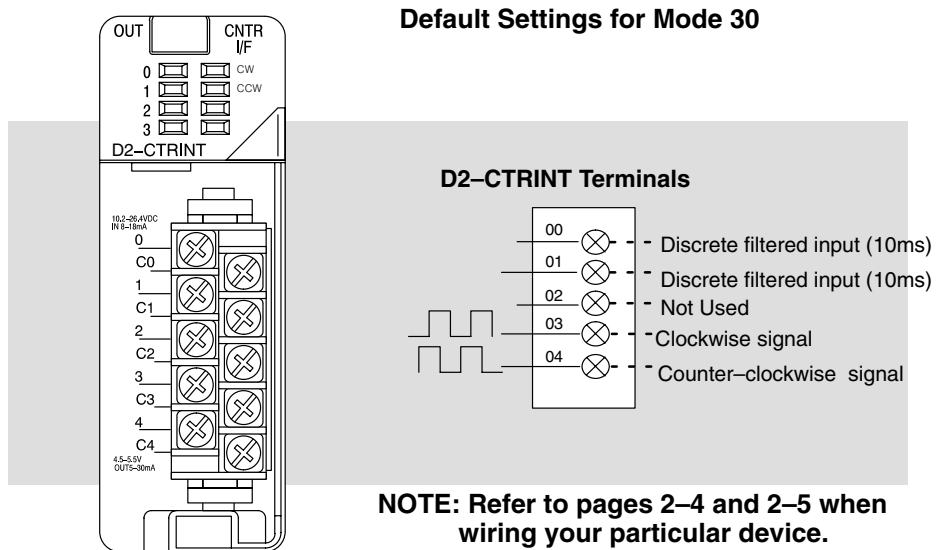 Default Settings for Mode 30
OUT
CNTR
I/F
0
CW
1
CCW
2
3
D2–CTRINT
10.2–26.4VDC
IN 8–18mA
0
C0
1
C1
2
C2
3
C3
4
C4
4.5–5.5V
OUT5–30mA
D2–CTRINT Terminals
00
Discrete filtered input (10ms)
01
Discrete filtered input (10ms)
02
Not Used
03
Clockwise signal
04
Counter–clockwise signal
NOTE: Refer to pages 2–4 and 2–5 when
wiring your particular device.